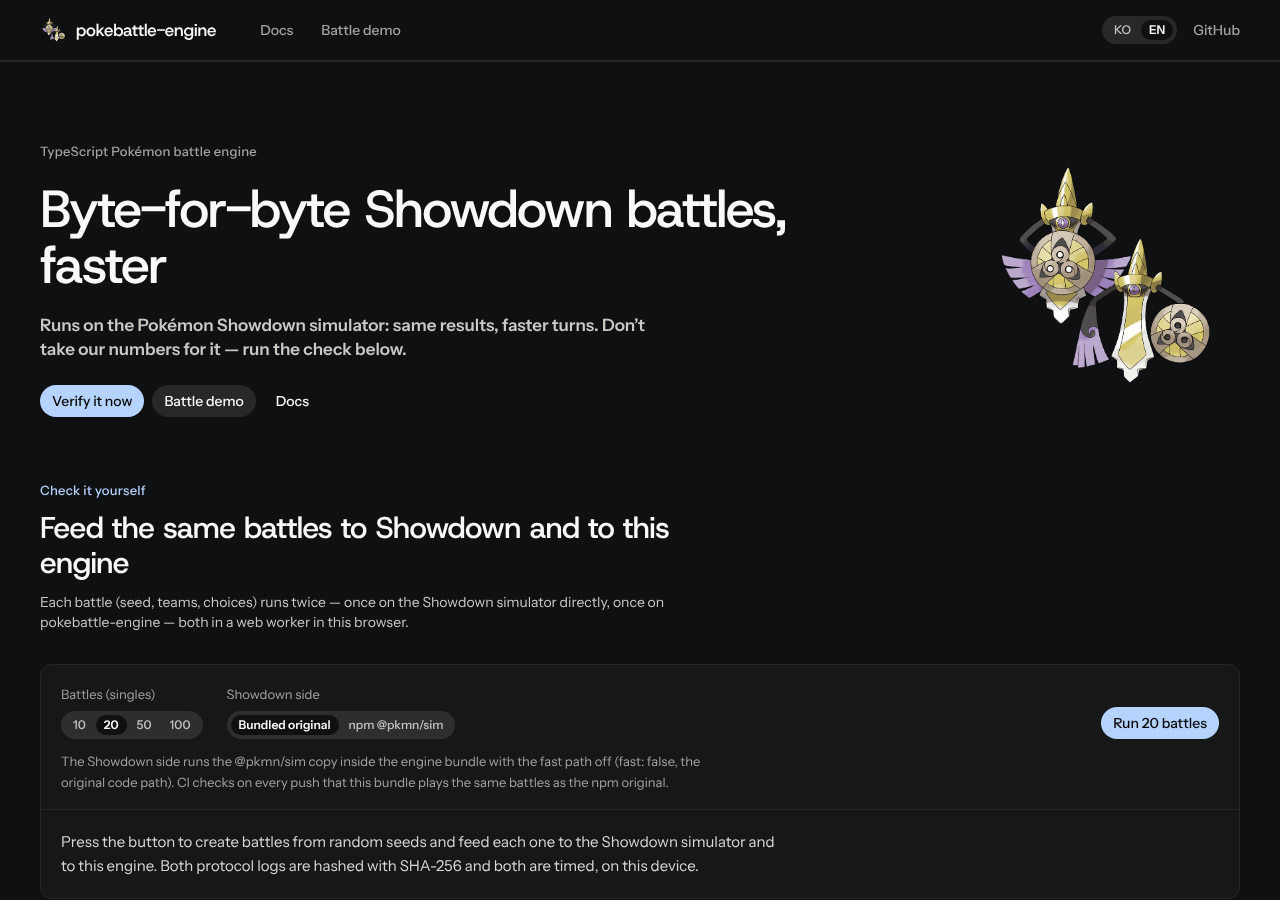 pokebattle-engine
Docs
Battle demo
KO
EN
GitHub
TypeScript Pokémon battle engine
Byte-for-byte Showdown battles,
faster
Runs on the Pokémon Showdown simulator: same results, faster turns. Don’t
take our numbers for it — run the check below.
Verify it now
Battle demo
Docs
Check it yourself
Feed the same battles to Showdown and to this
engine
Each battle (seed, teams, choices) runs twice — once on the Showdown simulator directly, once on
pokebattle-engine — both in a web worker in this browser.
Battles (singles)
Showdown side
10
20
50
100
Bundled original
npm @pkmn/sim
Run 20 battles
The Showdown side runs the @pkmn/sim copy inside the engine bundle with the fast path off (fast: false, the
original code path). CI checks on every push that this bundle plays the same battles as the npm original.
Press the button to create battles from random seeds and feed each one to the Showdown simulator and
to this engine. Both protocol logs are hashed with SHA-256 and both are timed, on this device.